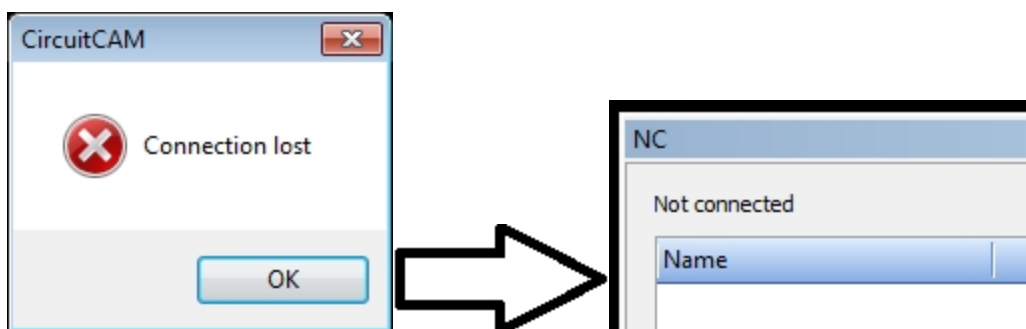 CircuitCAM
Connection lost
OK
NC
Not connected
Name